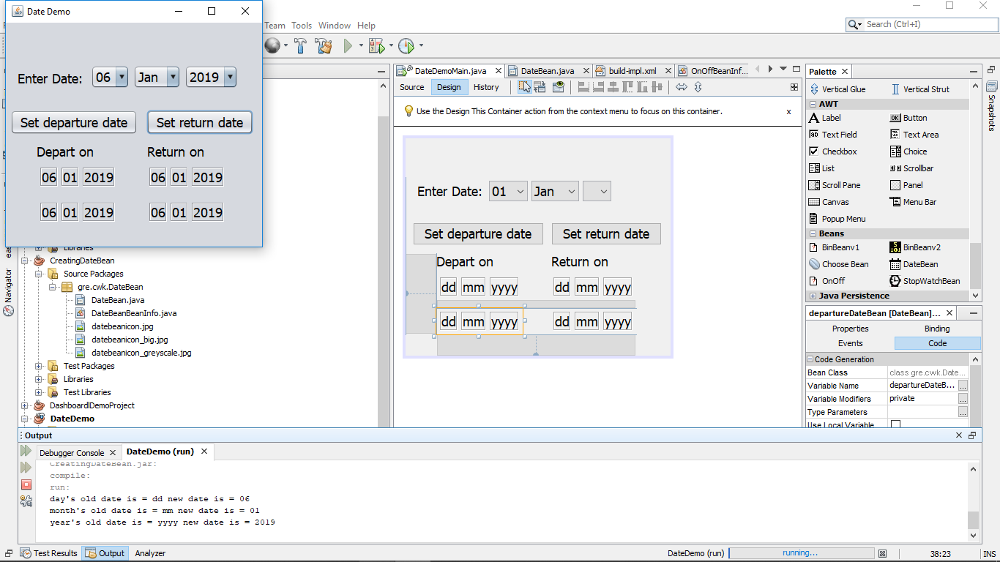 Date Demo
Enter Date: 06 Jan 2019
Set departure date Set return date
Depart on Return on
06 01 2019 06 01 2019
06 01 2019 06 01 2019
Team Tools Window Help
Search (Ctrl+I)
DateDemoMain.java DateBean.java build-impl.xml OnOffBeanInf...
Source Design History
Use the Design This Container action from the context menu to focus on this container. x
Enter Date: 01 Jan
Set departure date Set return date
Depart on Return on
dd mm yyyy dd mm yyyy
dd mm yyyy dd mm yyyy
Palette
Vertical Glue Vertical Strut
AWT
Label Button
Text Field Text Area
Checkbox Choice
List Scrollbar
Scroll Pane Panel
Canvas Menu Bar
Popup Menu
Beans
BinBeanv1 BinBeanv2
Choose Bean DateBean
OnOff StopWatchBean
Java Persistence
Snapshots
departureDateBean [DateBean]...
Properties Binding
Events Code
Code Generation
Bean Class class gre.cwk.Date...
Variable Name departureDateB... ...
Variable Modifiers private ...
Type Parameters ...
Use Local Variable
Navigator
Libraries
CreatingDateBean
Source Packages
gre.cwk.DateBean
DateBean.java
DateBeanBeanInfo.java
datebeanicon.jpg
datebeanicon_big.jpg
datebeanicon_greyscale.jpg
Test Packages
Libraries
Test Libraries
DashboardlDemoProject
DateDemo
Output
Debugger Console DateDemo (run)
CreatingDateBean.jar:
compile:
run:
day's old date is = dd new date is = 06
month's old date is = mm new date is = 01
year's old date is = yyyy new date is = 2019
Test Results Output Analyzer
DateDemo (run) running... 38:23 INS